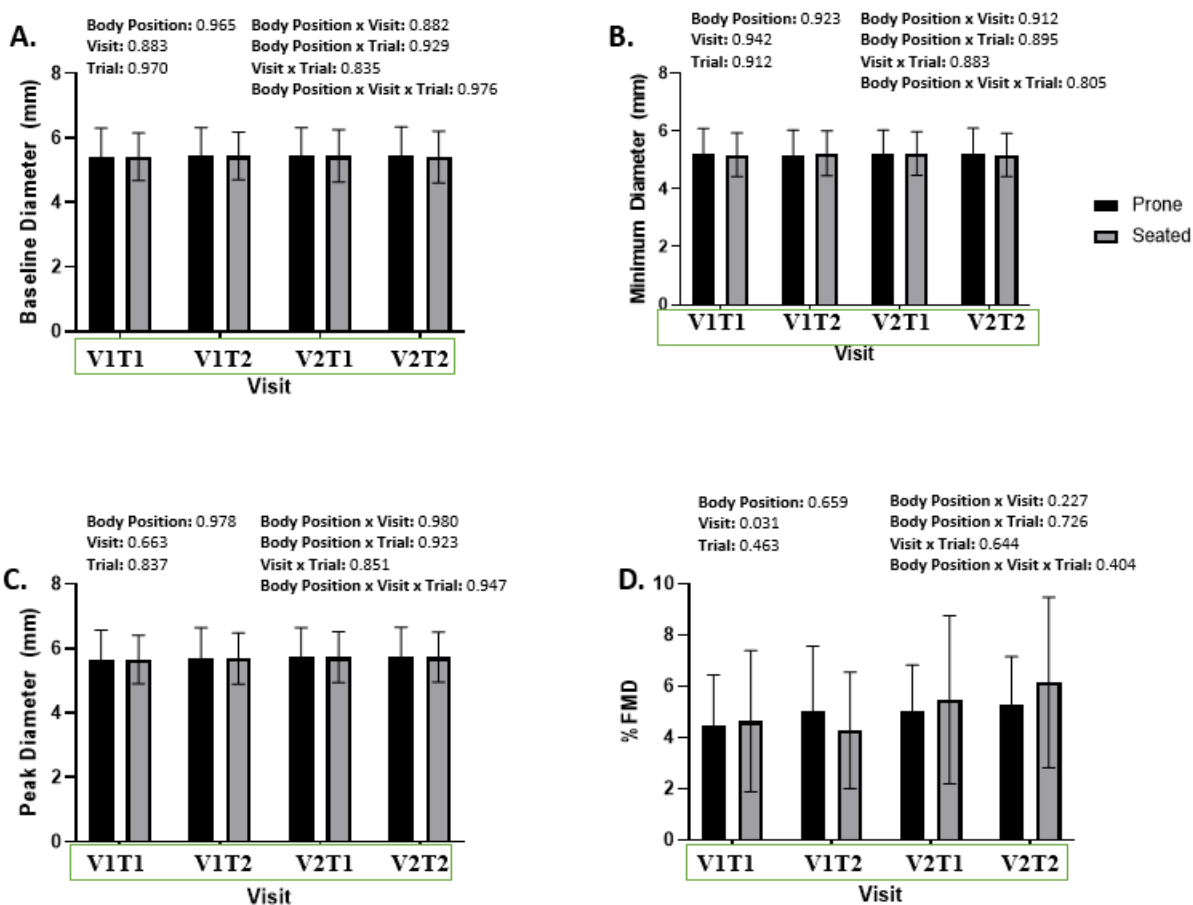 A.
Body Position: 0.965
Visit: 0.883
Trial: 0.970
Body Position x Visit: 0.882
Body Position x Trial: 0.929
Visit x Trial: 0.835
Body Position x Visit x Trial: 0.976
Baseline Diameter (mm)
8
6
4
2
0
V1T1 V1T2 V2T1 V2T2
Visit
B.
Body Position: 0.923
Visit: 0.942
Trial: 0.912
Body Position x Visit: 0.912
Body Position x Trial: 0.895
Visit x Trial: 0.883
Body Position x Visit x Trial: 0.805
Minimum Diameter (mm)
8
6
4
2
0
V1T1 V1T2 V2T1 V2T2
Visit
Prone
Seated
C.
Body Position: 0.978
Visit: 0.663
Trial: 0.837
Body Position x Visit: 0.980
Body Position x Trial: 0.923
Visit x Trial: 0.851
Body Position x Visit x Trial: 0.947
Peak Diameter (mm)
8
6
4
2
0
V1T1 V1T2 V2T1 V2T2
Visit
D.
Body Position: 0.659
Visit: 0.031
Trial: 0.463
Body Position x Visit: 0.227
Body Position x Trial: 0.726
Visit x Trial: 0.644
Body Position x Visit x Trial: 0.404
%FMD
10
8
6
4
2
0
V1T1 V1T2 V2T1 V2T2
Visit